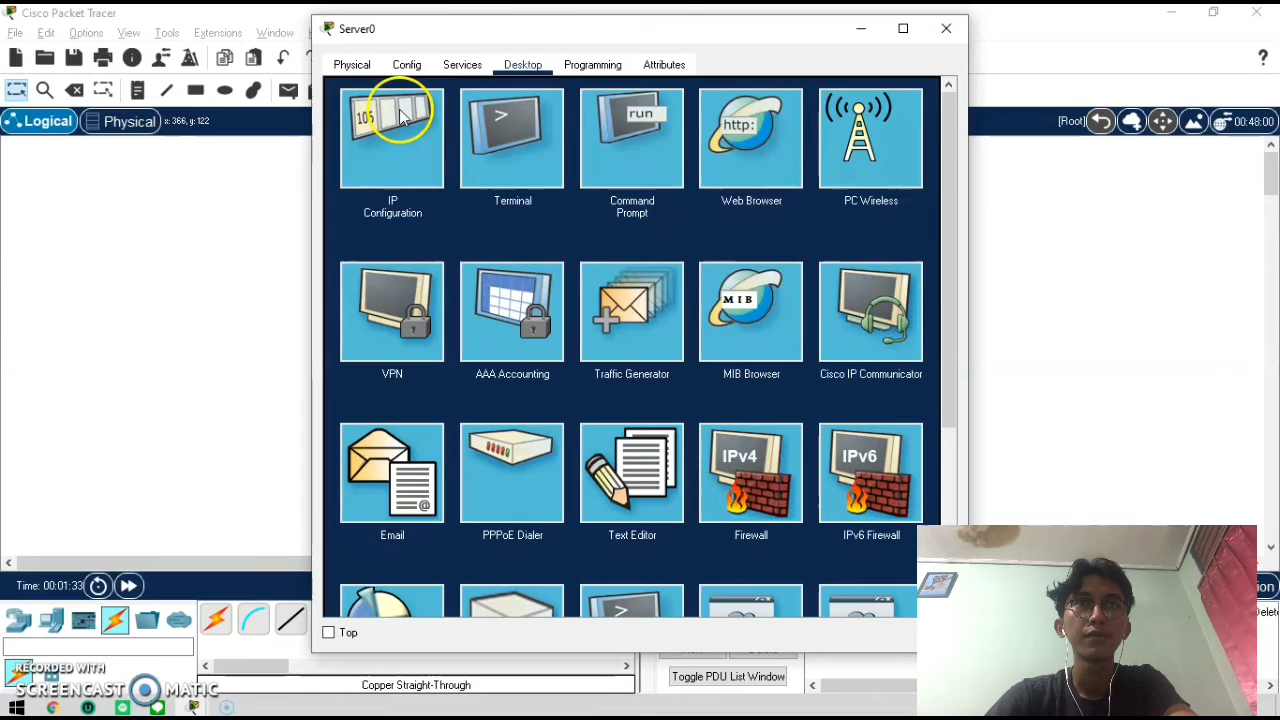 Cisco Packet Tracer
File Edit Options View Tools Extensions Window
Server0
Physical Config Services Desktop Programming Attributes
Logical Physical x: 366, y: 122
[Root] 00:48:00
106
>
run
http:
IP
Configuration
Terminal
Command
Prompt
Web Browser
PC Wireless
MIB
VPN
AAA Accounting
Traffic Generator
MIB Browser
Cisco IP Communicator
@
IPv4
IPv6
Email
PPPoE Dialer
Text Editor
Firewall
IPv6 Firewall
>
Time: 00:01:33
Top
Toggle PDU List Window
Copper Straight-Through
RECORDED WITH
SCREENCAST MATIC